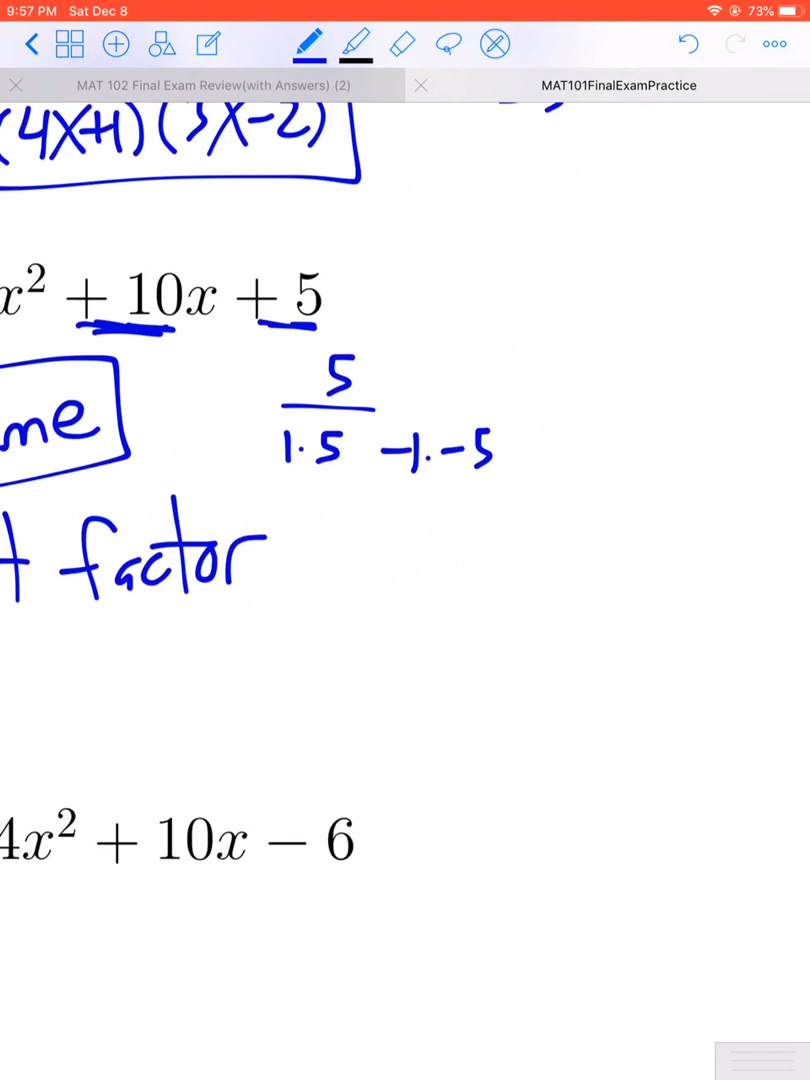 9:57 PM Sat Dec 8 73%
MAT 102 Final Exam Review(with Answers) (2) MAT101FinalExamPractice
(4x+1)(3x-2)
x² + 10x + 5
5
me 1·5 -1·-5
t factor
4x² + 10x − 6